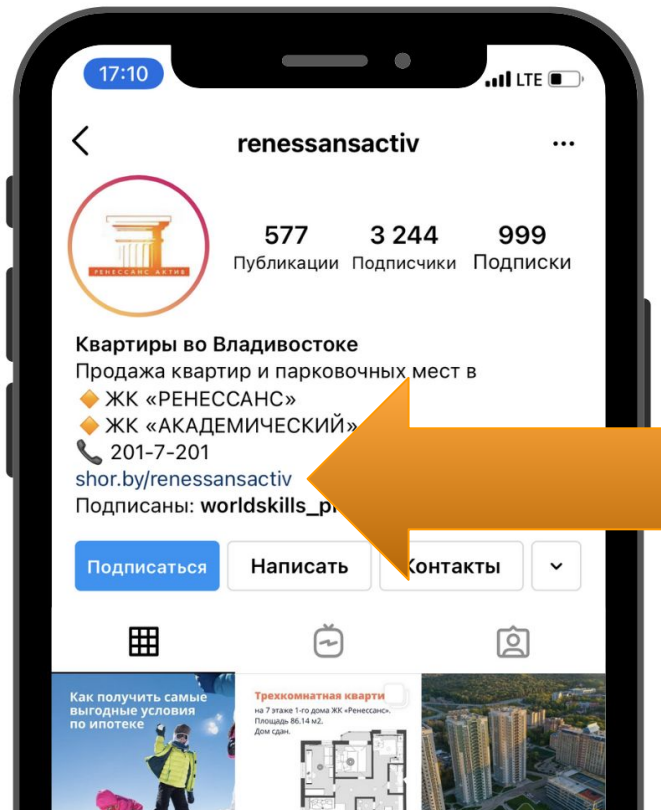 17:10
LTE
renessansactiv
577
3 244
999
Публикации
Подписчики
Подписки
РЕНЕССАНС АКТИВ
Квартиры во Владивостоке
Продажа квартир и парковочных мест в
ЖК «РЕНЕССАНС»
ЖК «АКАДЕМИЧЕСКИЙ»
201-7-201
shor.by/renessansactiv
Подписаны: worldskills_
Подписаться
Написать
Контакты
Как получить самые
выгодные условия
по ипотеке
Трехкомнатная кварти
на 7 этаже 1-го дома ЖК «Ренессанс».
Площадь 86.14 м2.
Дом сдан.